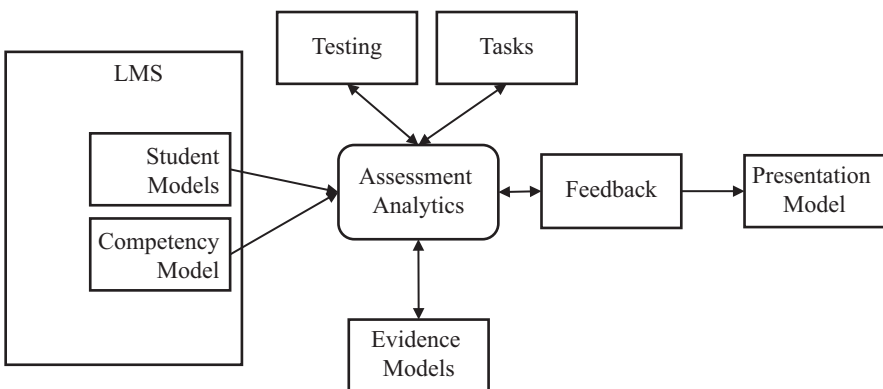 Testing
Tasks
LMS
Student
Models
Competency
Model
Assessment
Analytics
Feedback
Presentation
Model
Evidence
Models